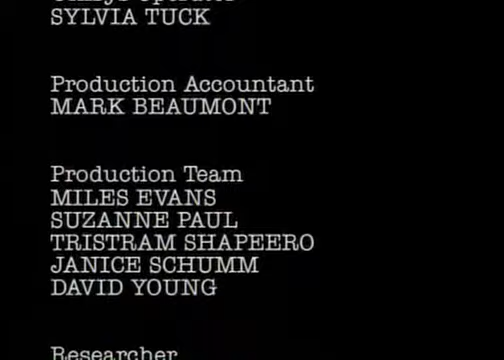 Operator
SYLVIA TUCK
Production Accountant
MARK BEAUMONT
Production Team
MILES EVANS
SUZANNE PAUL
TRISTRAM SHAPEERO
JANICE SCHUMM
DAVID YOUNG
Researcher